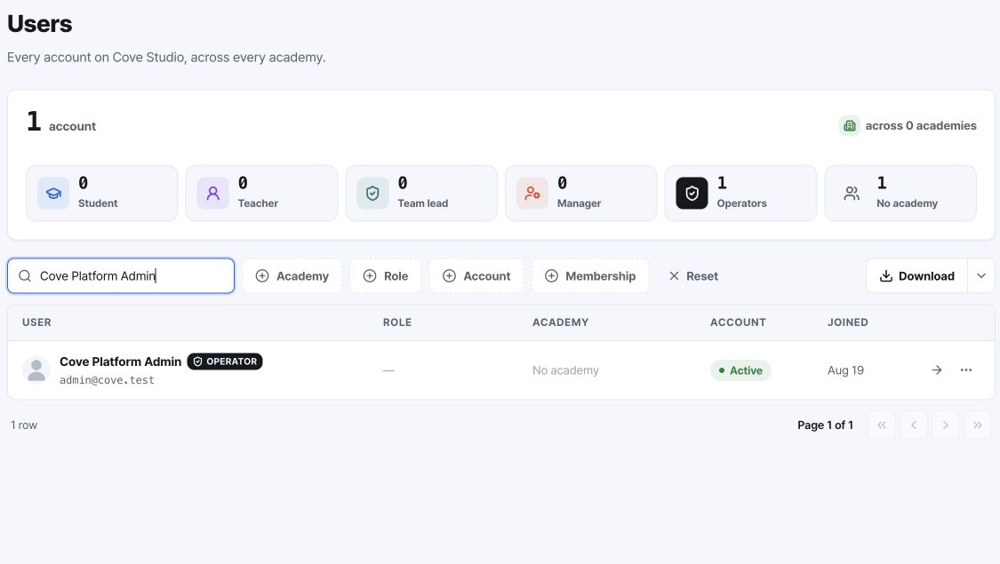 Users
Every account on Cove Studio, across every academy.
1 account
across 0 academies
0
Student
0
Teacher
0
Team lead
0
Manager
1
Operators
1
No academy
Cove Platform Admin
Academy
Role
Account
Membership
Reset
Download
USER ROLE ACADEMY ACCOUNT JOINED
Cove Platform Admin OPERATOR
admin@cove.test
— No academy Active Aug 19
1 row
Page 1 of 1